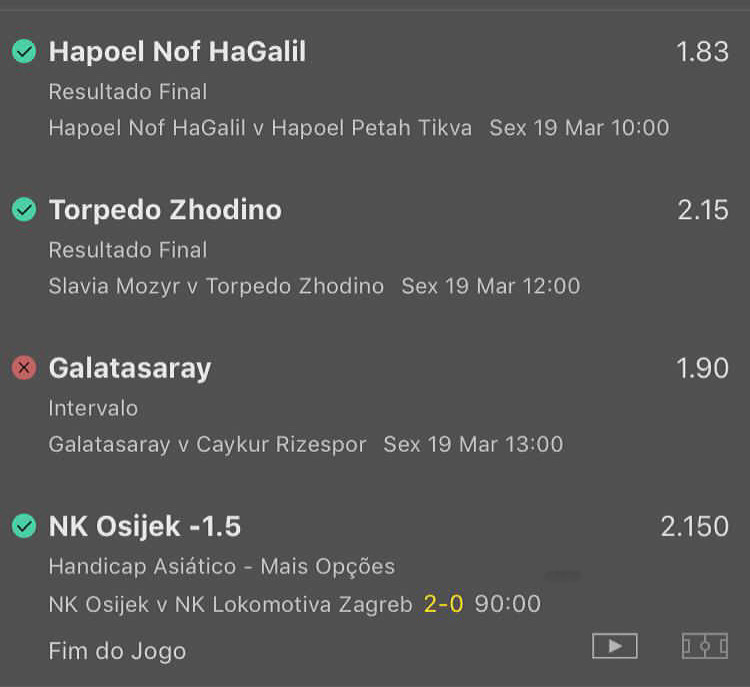 Hapoel Nof HaGalil 1.83
Resultado Final
Hapoel Nof HaGalil v Hapoel Petah Tikva Sex 19 Mar 10:00
Torpedo Zhodino 2.15
Resultado Final
Slavia Mozyr v Torpedo Zhodino Sex 19 Mar 12:00
Galatasaray 1.90
Intervalo
Galatasaray v Caykur Rizespor Sex 19 Mar 13:00
NK Osijek -1.5 2.150
Handicap Asiático - Mais Opções
NK Osijek v NK Lokomotiva Zagreb 2-0 90:00
Fim do Jogo